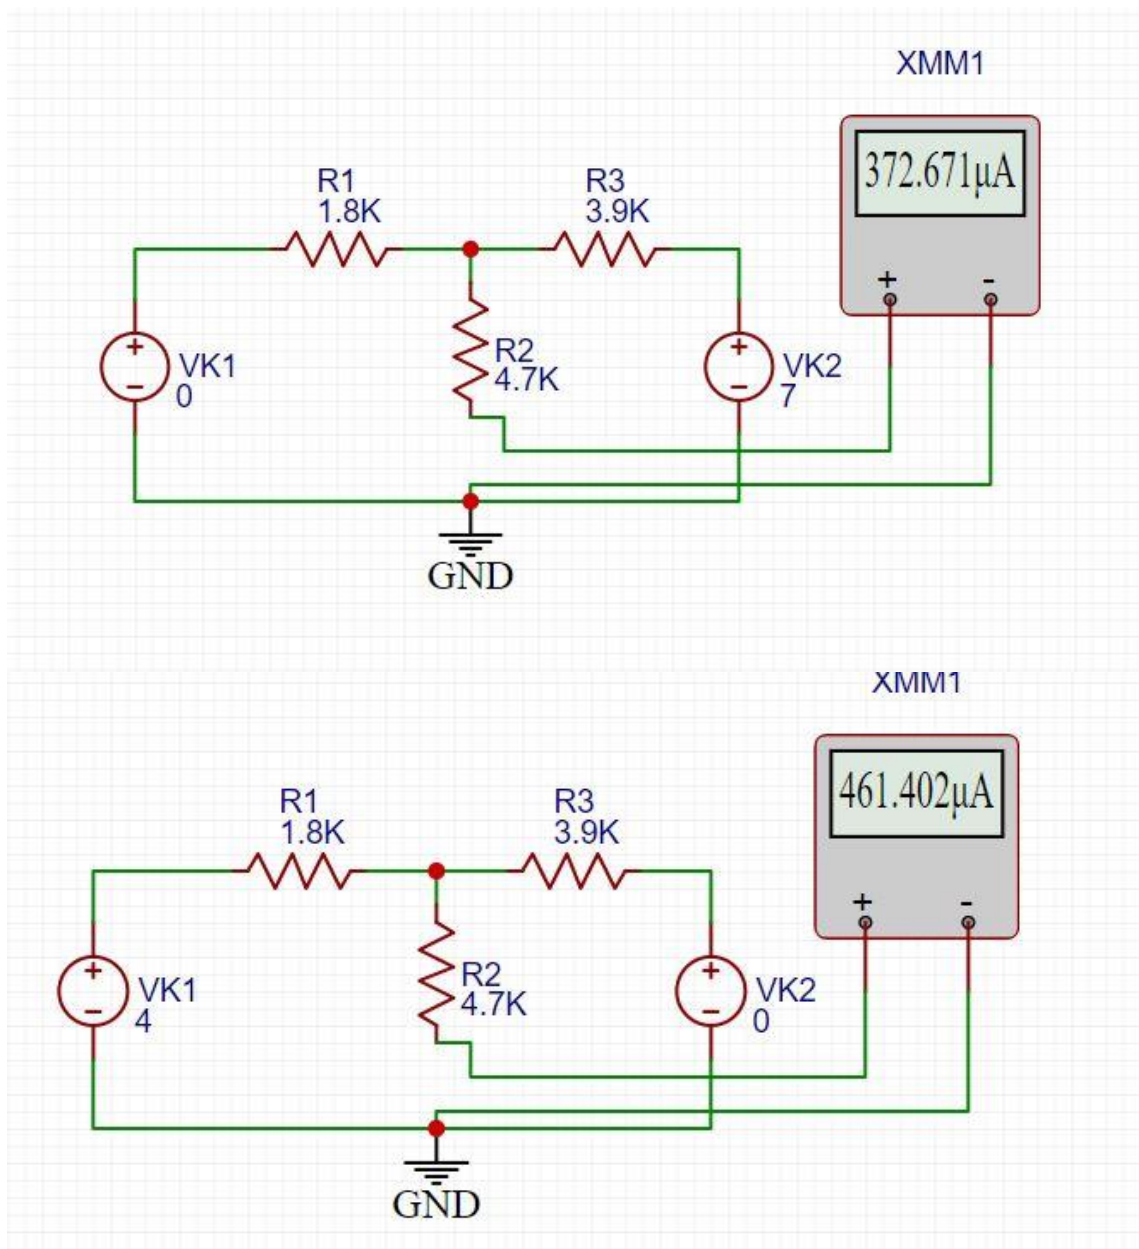 XMM1
372.671µA
+ -
R1
1.8K
R3
3.9K
R2
4.7K
+
-
VK1
0
+
-
VK2
7
GND
XMM1
461.402µA
+ -
R1
1.8K
R3
3.9K
R2
4.7K
+
-
VK1
4
+
-
VK2
0
GND